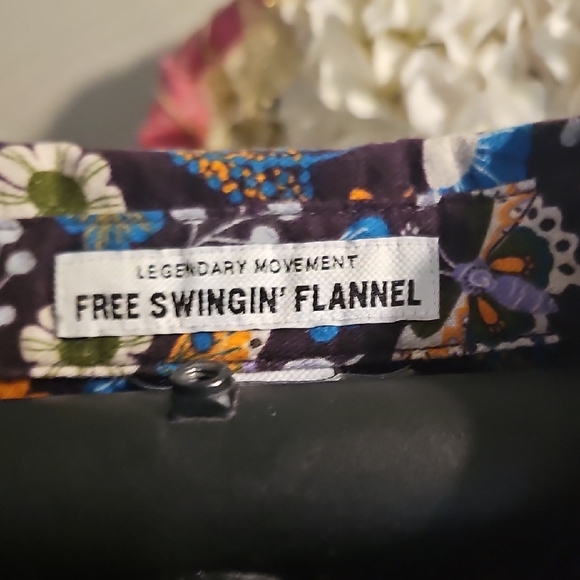 LEGENDARY MOVEMENT
FREE SWINGIN' FLANNEL